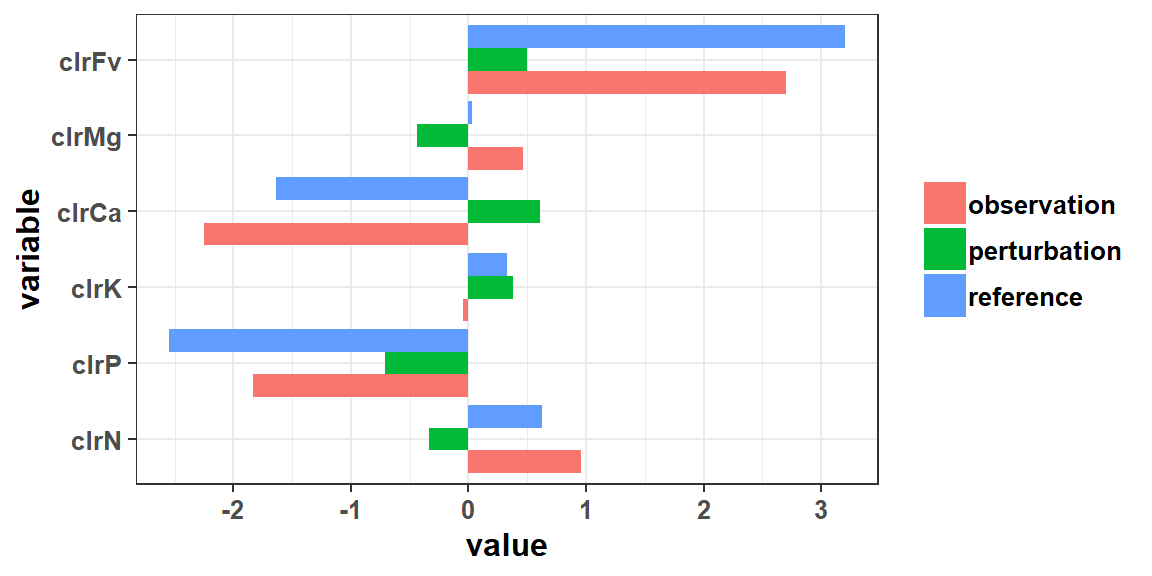 clrFv
clrMg
clrCa
clrK
clrP
clrN
variable
-2 -1 0 1 2 3
value
observation
perturbation
reference